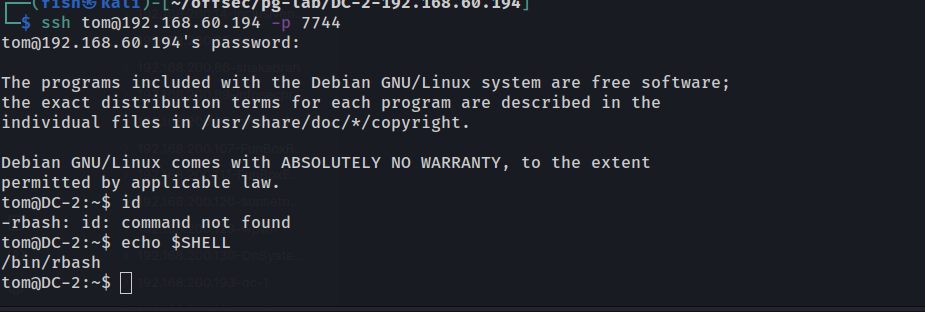 ┌──(fish㉿kali)-[~/offsec/pg-lab/DC-2-192.168.60.194]
└─$ ssh tom@192.168.60.194 -p 7744
tom@192.168.60.194's password:
The programs included with the Debian GNU/Linux system are free software;
the exact distribution terms for each program are described in the
individual files in /usr/share/doc/*/copyright.
Debian GNU/Linux comes with ABSOLUTELY NO WARRANTY, to the extent
permitted by applicable law.
tom@DC-2:~$ id
-rbash: id: command not found
tom@DC-2:~$ echo $SHELL
/bin/rbash
tom@DC-2:~$